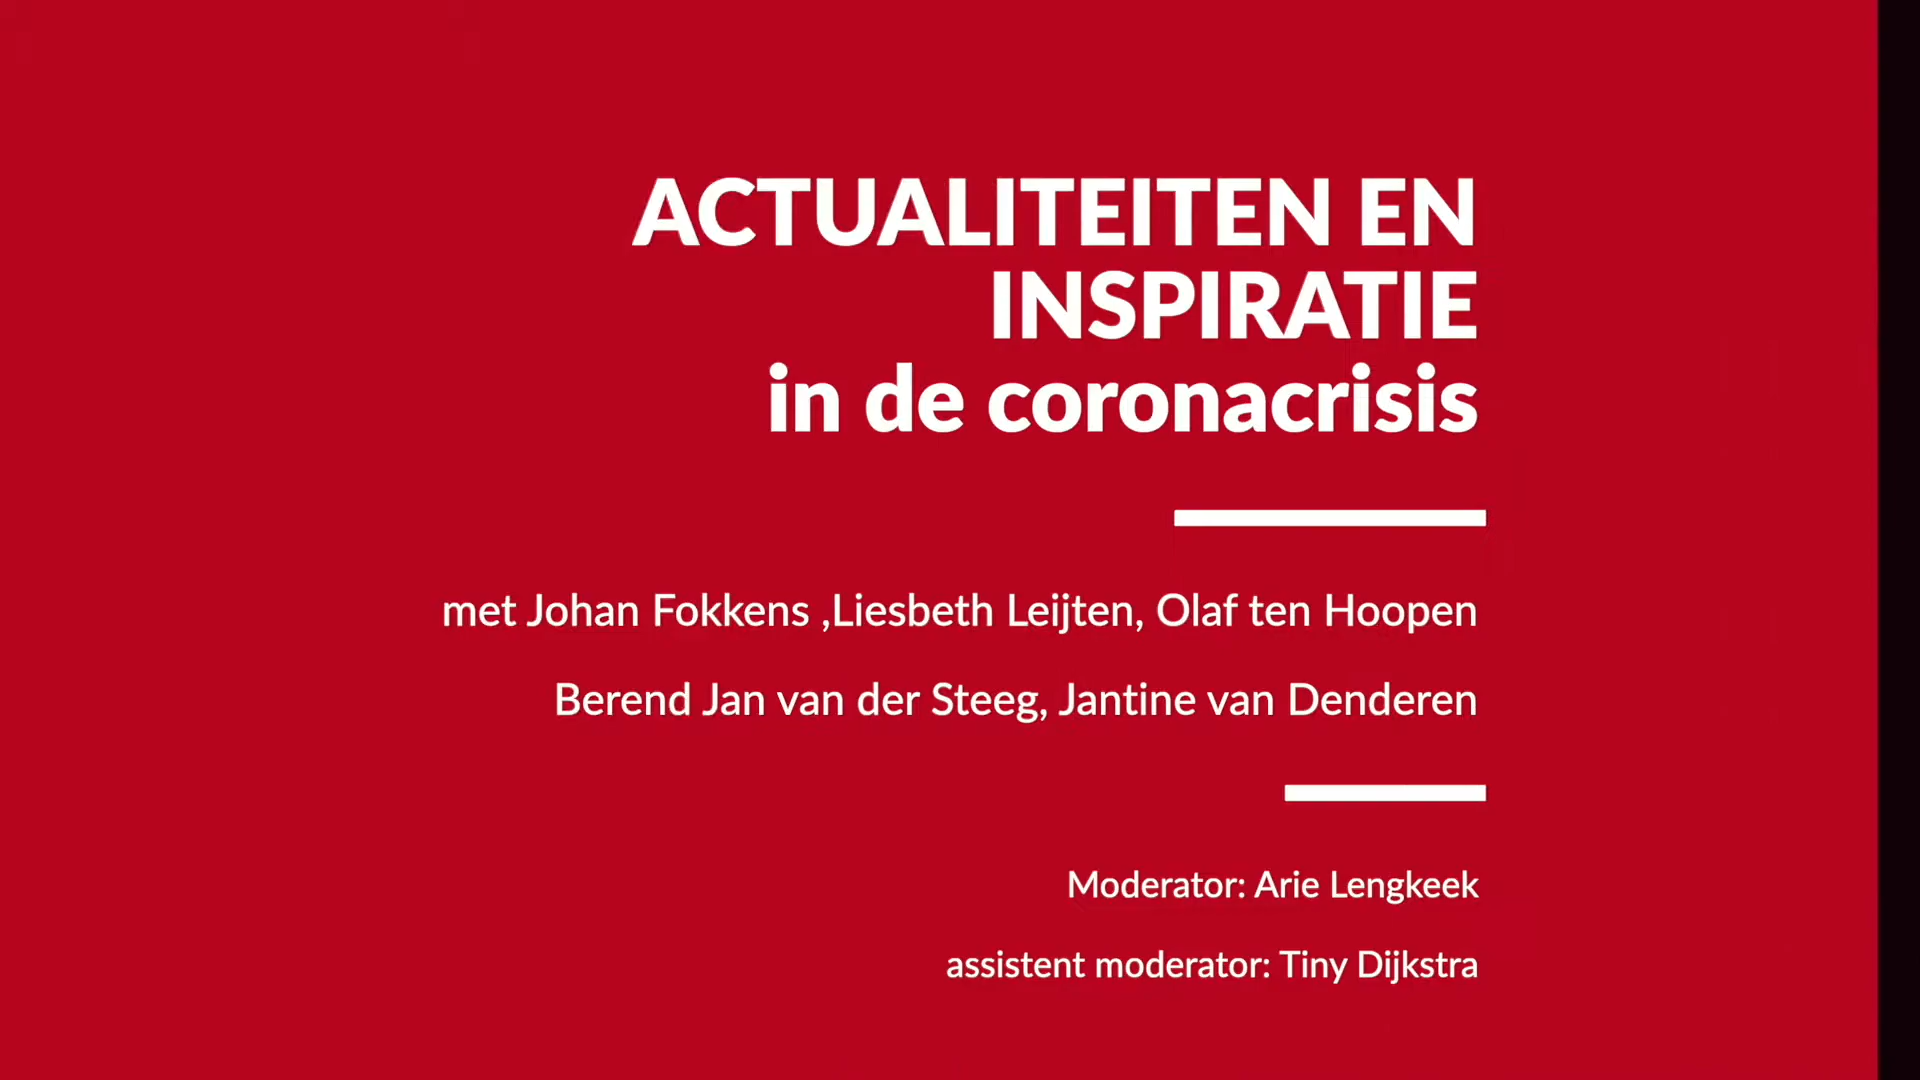 ACTUALITEITEN EN
INSPIRATIE
in de coronacrisis
met Johan Fokkens ,Liesbeth Leijten, Olaf ten Hoopen
Berend Jan van der Steeg, Jantine van Denderen
Moderator: Arie Lengkeek
assistent moderator: Tiny Dijkstra